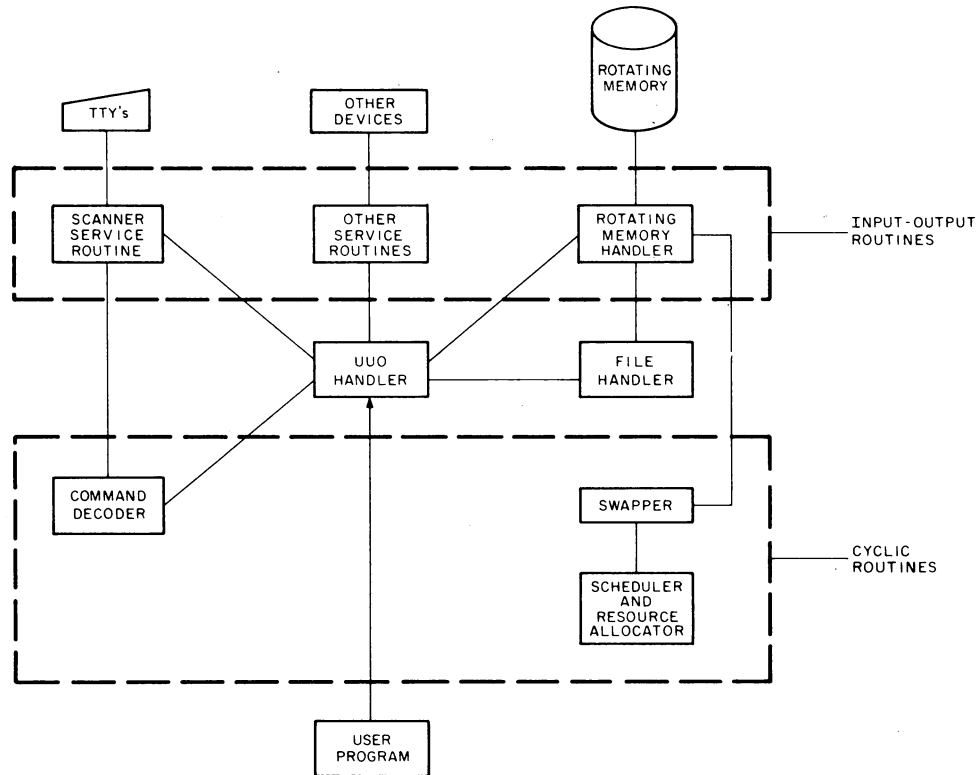 ROTATING
MEMORY
TTY's
OTHER
DEVICES
SCANNER
SERVICE
ROUTINE
OTHER
SERVICE
ROUTINES
ROTATING
MEMORY
HANDLER
INPUT-OUTPUT
ROUTINES
UUO
HANDLER
FILE
HANDLER
COMMAND
DECODER
SWAPPER
CYCLIC
ROUTINES
SCHEDULER
AND
RESOURCE
ALLOCATOR
USER
PROGRAM